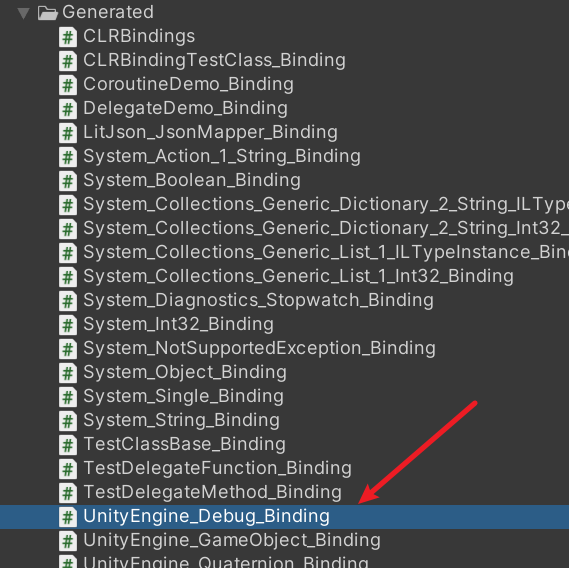 Generated
# CLRBindings
# CLRBindingTestClass_Binding
# CoroutineDemo_Binding
# DelegateDemo_Binding
# LitJson_JsonMapper_Binding
# System_Action_1_String_Binding
# System_Boolean_Binding
# System_Collections_Generic_Dictionary_2_String_ILType
# System_Collections_Generic_Dictionary_2_String_Int32_
# System_Collections_Generic_List_1_ILTypeInstance_Bin
# System_Collections_Generic_List_1_Int32_Binding
# System_Diagnostics_Stopwatch_Binding
# System_Int32_Binding
# System_NotSupportedException_Binding
# System_Object_Binding
# System_Single_Binding
# System_String_Binding
# TestClassBase_Binding
# TestDelegateFunction_Binding
# TestDelegateMethod_Binding
# UnityEngine_Debug_Binding
# UnityEngine_GameObject_Binding
# UnityEngine_Quaternion_Binding